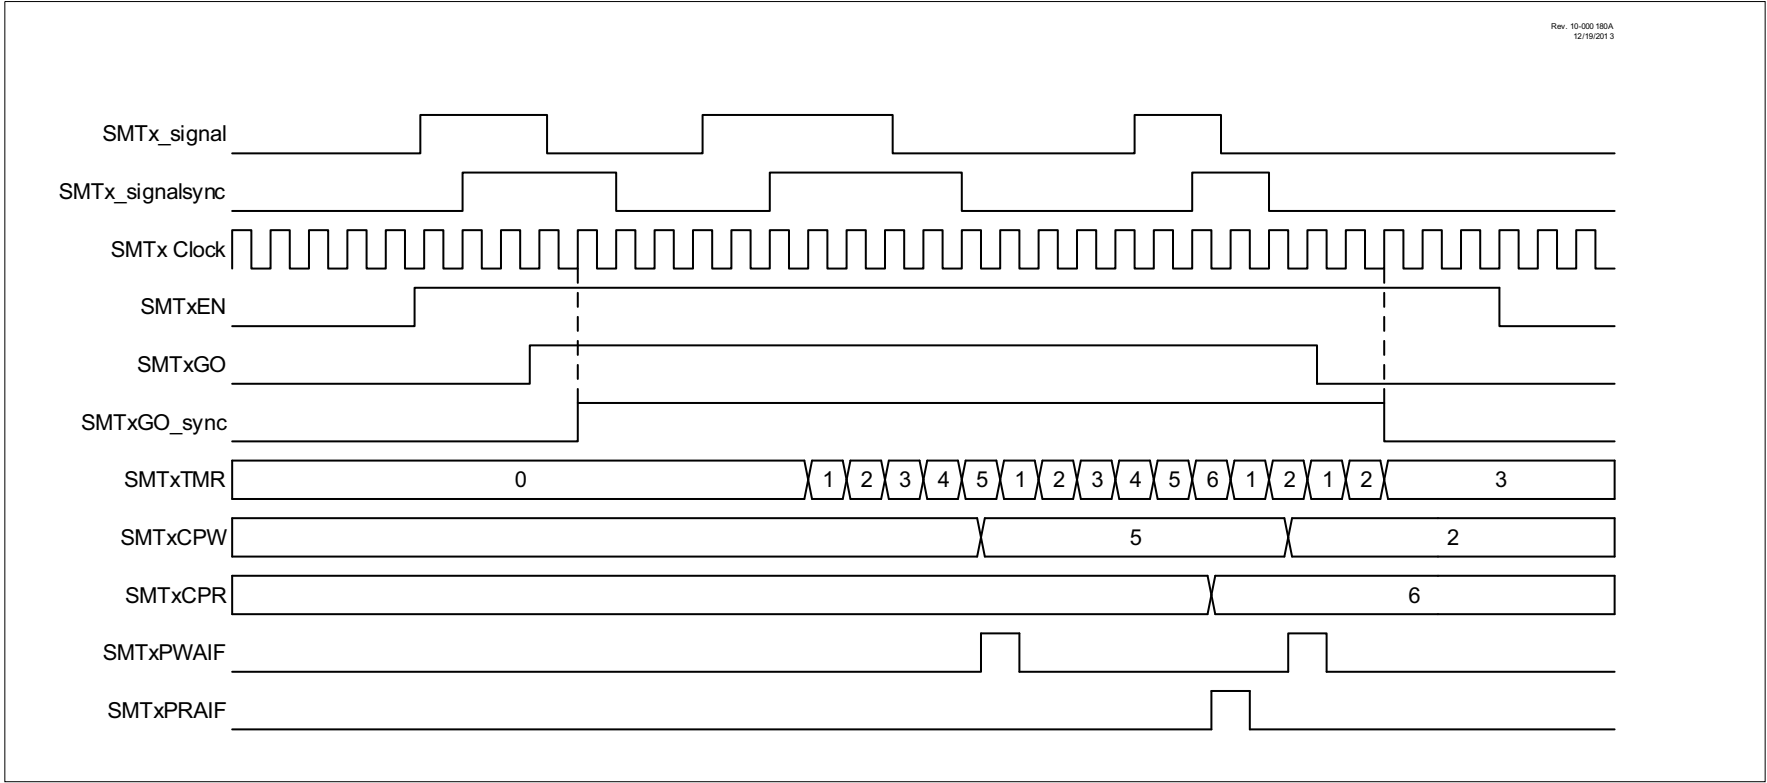 Rev. 10-000 180A
12/19/201 3
SMTx_signal
SMTx_signalsync
SMTx Clock
SMTxEN
SMTxGO
SMTxGO_sync
SMTxTMR 0 1 2 3 4 5 1 2 3 4 5 6 1 2 1 2 3
SMTxCPW 5 2
SMTxCPR 6
SMTxPWAIF
SMTxPRAIF